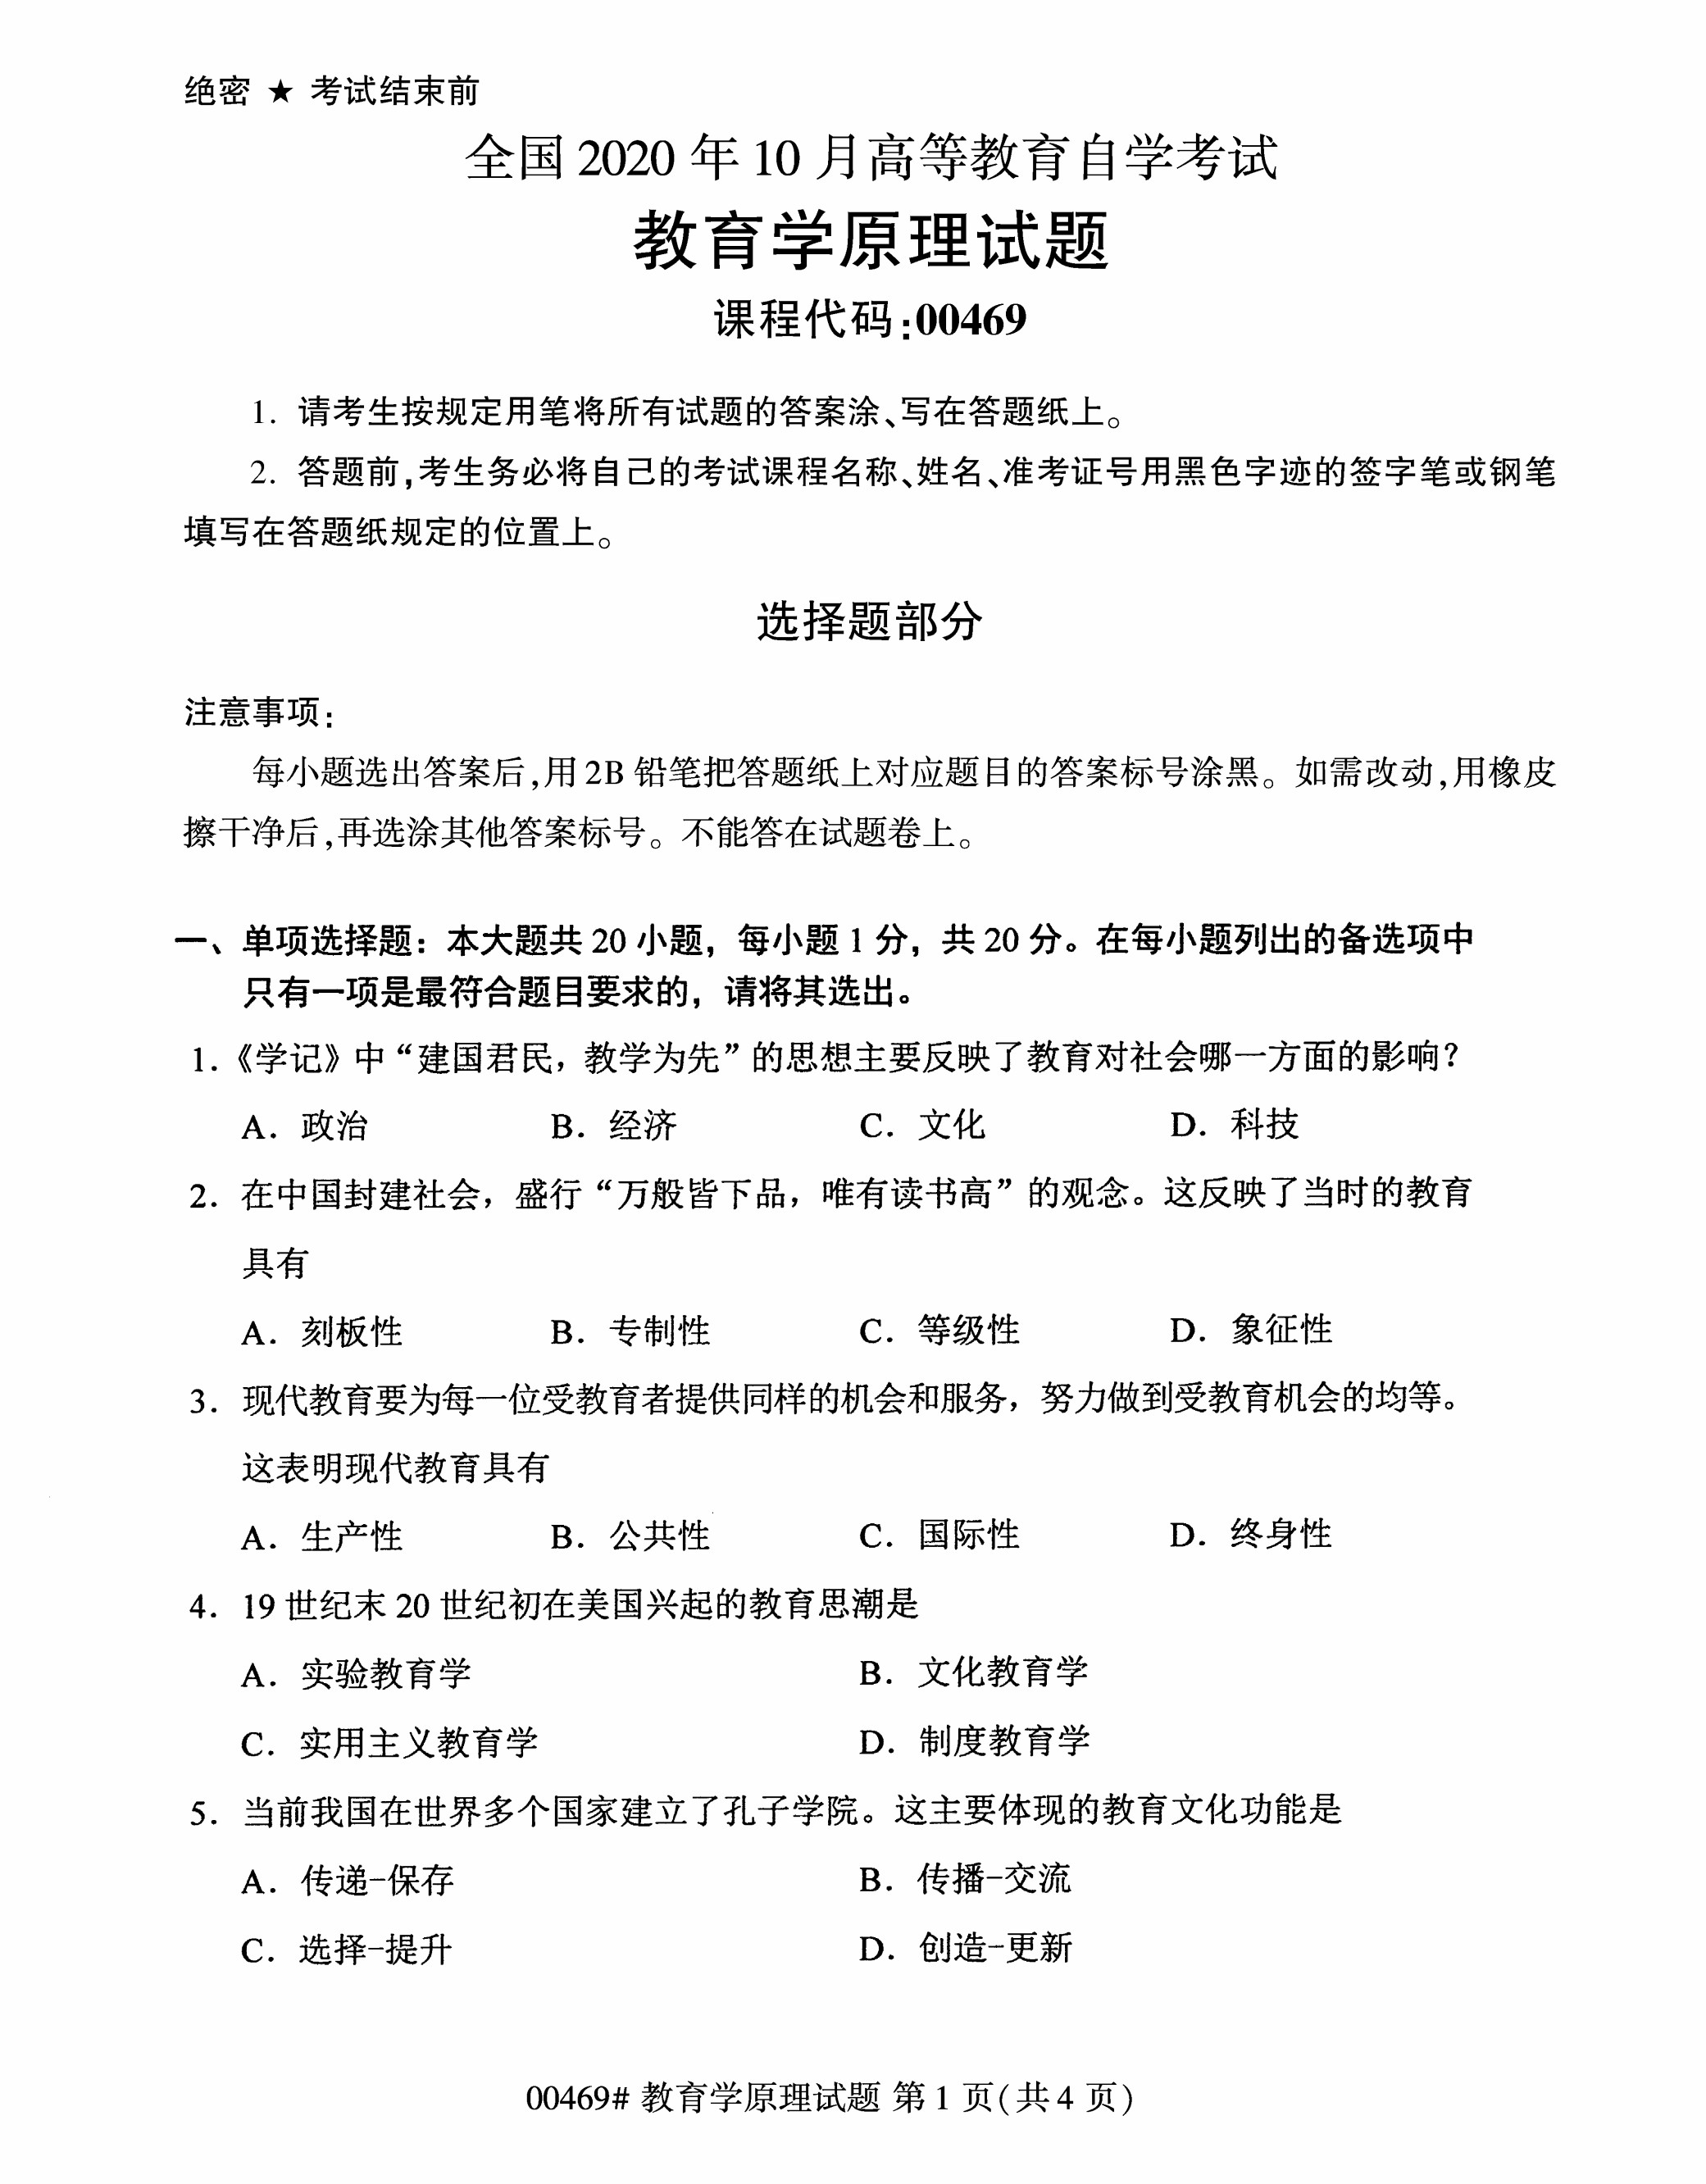 绝密 ★ 考试结束前
全国 2020 年 10 月高等教育自学考试
教育学原理试题
课程代码:00469
1. 请考生按规定用笔将所有试题的答案涂、写在答题纸上。
2. 答题前,考生务必将自己的考试课程名称、姓名、准考证号用黑色字迹的签字笔或钢笔
填写在答题纸规定的位置上。
选择题部分
注意事项:
每小题选出答案后,用 2B 铅笔把答题纸上对应题目的答案标号涂黑。如需改动,用橡皮
擦干净后,再选涂其他答案标号。不能答在试题卷上。
一、单项选择题：本大题共 20 小题，每小题 1 分，共 20 分。在每小题列出的备选项中
只有一项是最符合题目要求的，请将其选出。
1.《学记》中“建国君民，教学为先”的思想主要反映了教育对社会哪一方面的影响？
A. 政治 B. 经济 C. 文化 D. 科技
2. 在中国封建社会，盛行“万般皆下品，唯有读书高”的观念。这反映了当时的教育
具有
A. 刻板性 B. 专制性 C. 等级性 D. 象征性
3. 现代教育要为每一位受教育者提供同样的机会和服务，努力做到受教育机会的均等。
这表明现代教育具有
A. 生产性 B. 公共性 C. 国际性 D. 终身性
4. 19 世纪末 20 世纪初在美国兴起的教育思潮是
A. 实验教育学 B. 文化教育学
C. 实用主义教育学 D. 制度教育学
5. 当前我国在世界多个国家建立了孔子学院。这主要体现的教育文化功能是
A. 传递-保存 B. 传播-交流
C. 选择-提升 D. 创造-更新
00469# 教育学原理试题 第 1 页(共 4 页)